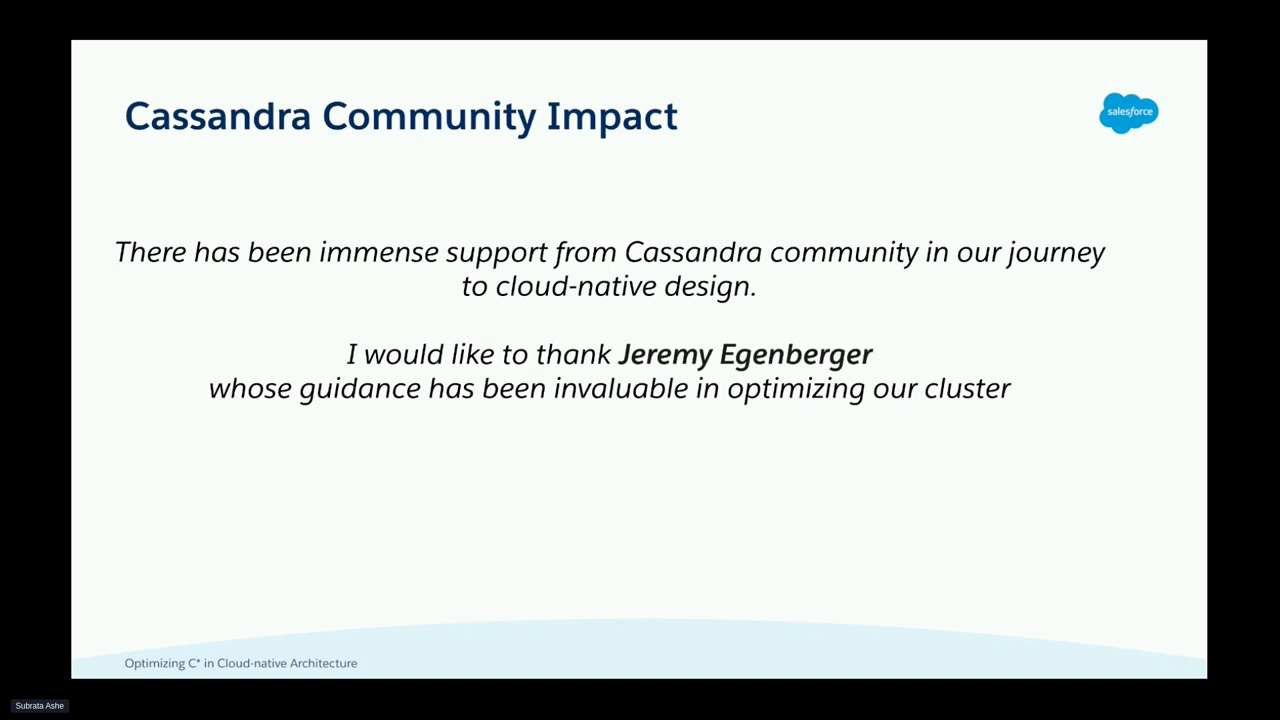 Cassandra Community Impact
salesforce
There has been immense support from Cassandra community in our journey
to cloud-native design.
I would like to thank Jeremy Egenberger
whose guidance has been invaluable in optimizing our cluster
Optimizing C* in Cloud-native Architecture
Subrata Ashe